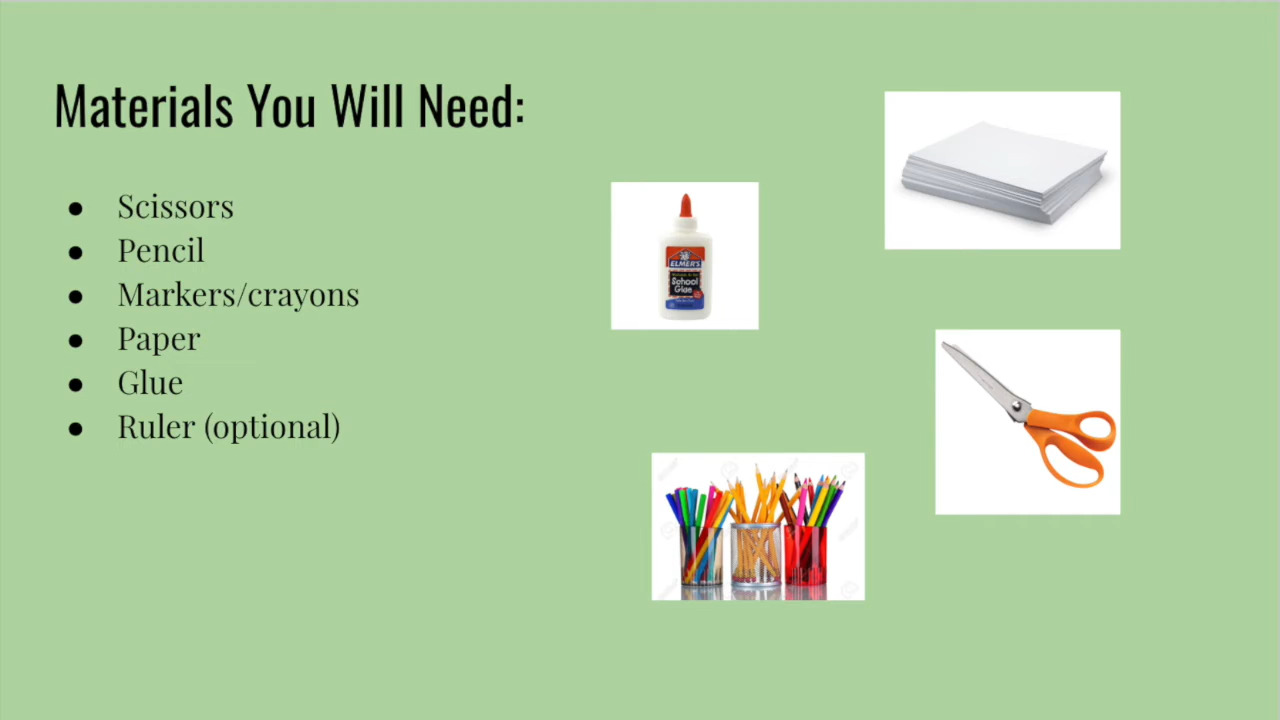 Materials You Will Need:
● Scissors
● Pencil
● Markers/crayons
● Paper
● Glue
● Ruler (optional)
ELMER'S
School
Glue